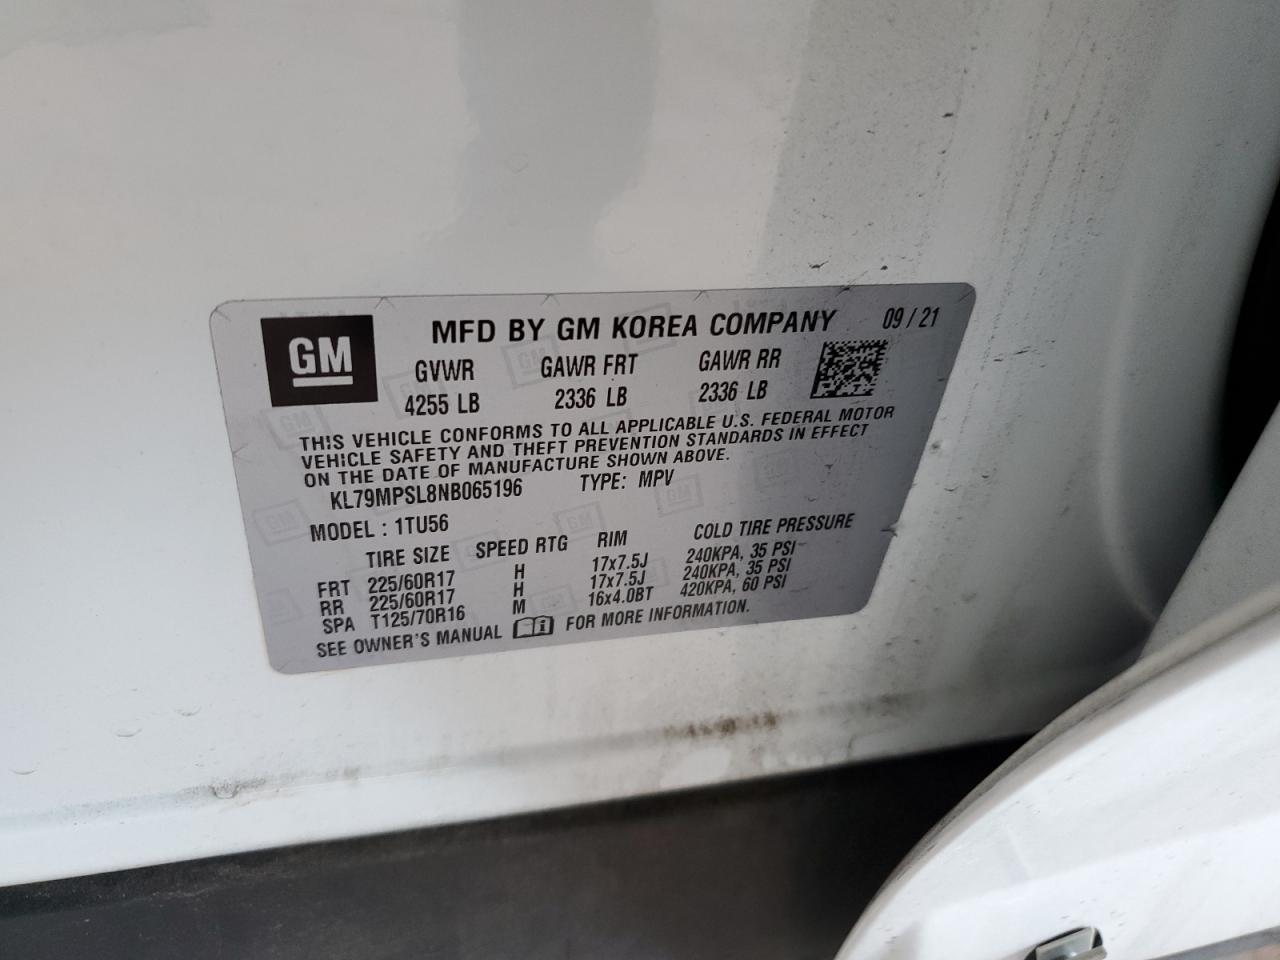 GM
MFD BY GM KOREA COMPANY 09 / 21
GVWR GAWR FRT GAWR RR
4255 LB 2336 LB 2336 LB
THIS VEHICLE CONFORMS TO ALL APPLICABLE U.S. FEDERAL MOTOR
VEHICLE SAFETY AND THEFT PREVENTION STANDARDS IN EFFECT
ON THE DATE OF MANUFACTURE SHOWN ABOVE.
KL79MPSL8NB065196 TYPE: MPV
MODEL : 1TU56
TIRE SIZE SPEED RTG RIM COLD TIRE PRESSURE
FRT 225/60R17 H 17x7.5J 240KPA, 35 PSI
RR 225/60R17 H 17x7.5J 240KPA, 35 PSI
SPA T125/70R16 M 16x4.0BT 420KPA, 60 PSI
SEE OWNER'S MANUAL FOR MORE INFORMATION.